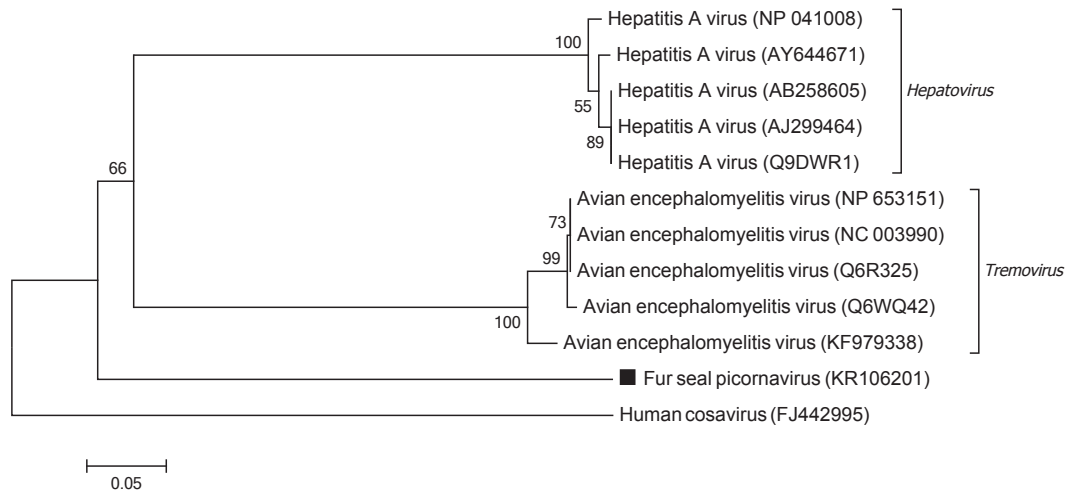 Hepatitis A virus (NP 041008)
100
Hepatitis A virus (AY644671)
Hepatitis A virus (AB258605)
Hepatovirus
55
Hepatitis A virus (AJ299464)
89
Hepatitis A virus (Q9DWR1)
66
Avian encephalomyelitis virus (NP 653151)
73
Avian encephalomyelitis virus (NC 003990)
99
Avian encephalomyelitis virus (Q6R325)
Tremovirus
Avian encephalomyelitis virus (Q6WQ42)
100
Avian encephalomyelitis virus (KF979338)
Fur seal picornavirus (KR106201)
Human cosavirus (FJ442995)
0.05